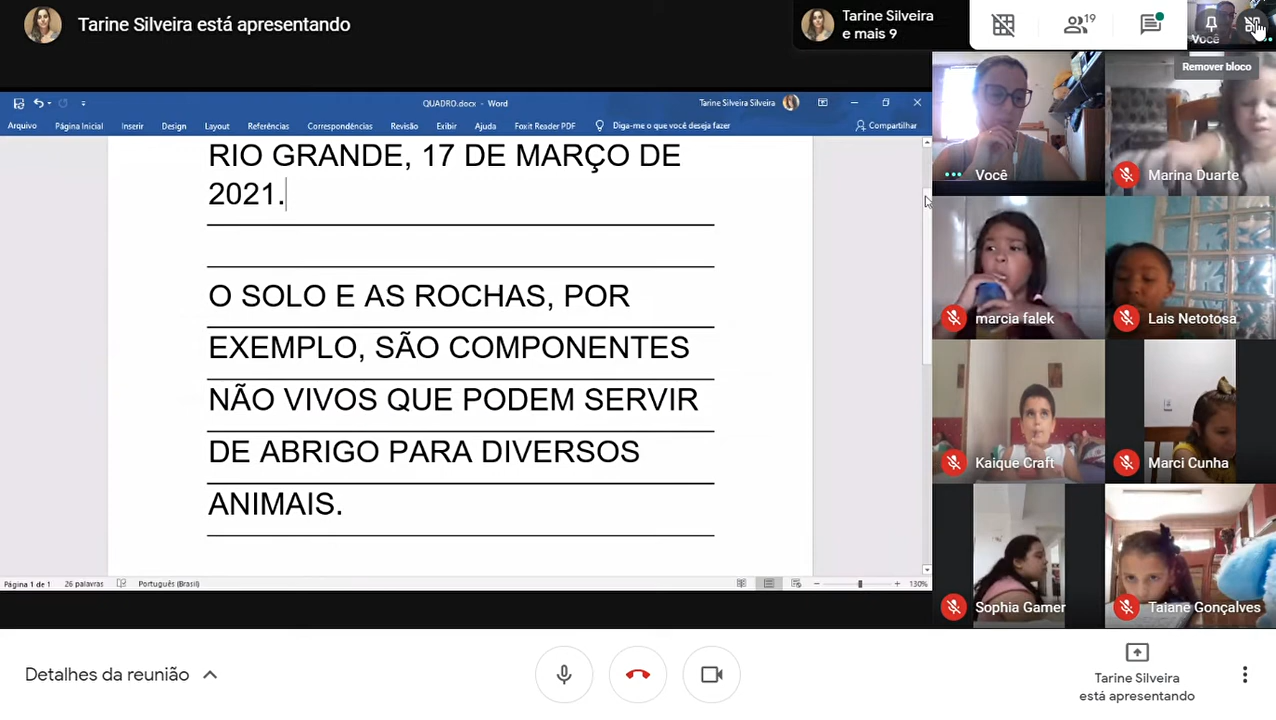 Tarine Silveira está apresentando
Tarine Silveira
e mais 9
19
Você
Remover bloco
QUADRO.docx - Word
Tarine Silveira Silveira
Arquivo Página Inicial Inserir Design Layout Referências Correspondências Revisão Exibir Ajuda Foxit Reader PDF Diga-me o que você deseja fazer Compartilhar
RIO GRANDE, 17 DE MARÇO DE
2021.
O SOLO E AS ROCHAS, POR
EXEMPLO, SÃO COMPONENTES
NÃO VIVOS QUE PODEM SERVIR
DE ABRIGO PARA DIVERSOS
ANIMAIS.
Página 1 de 1 26 palavras Português (Brasil) 130%
Você
Marina Duarte
marcia falek
Lais Netotosa
Kaique Craft
Marci Cunha
Sophia Gamer
Taiane Gonçalves
Detalhes da reunião
Tarine Silveira
está apresentando